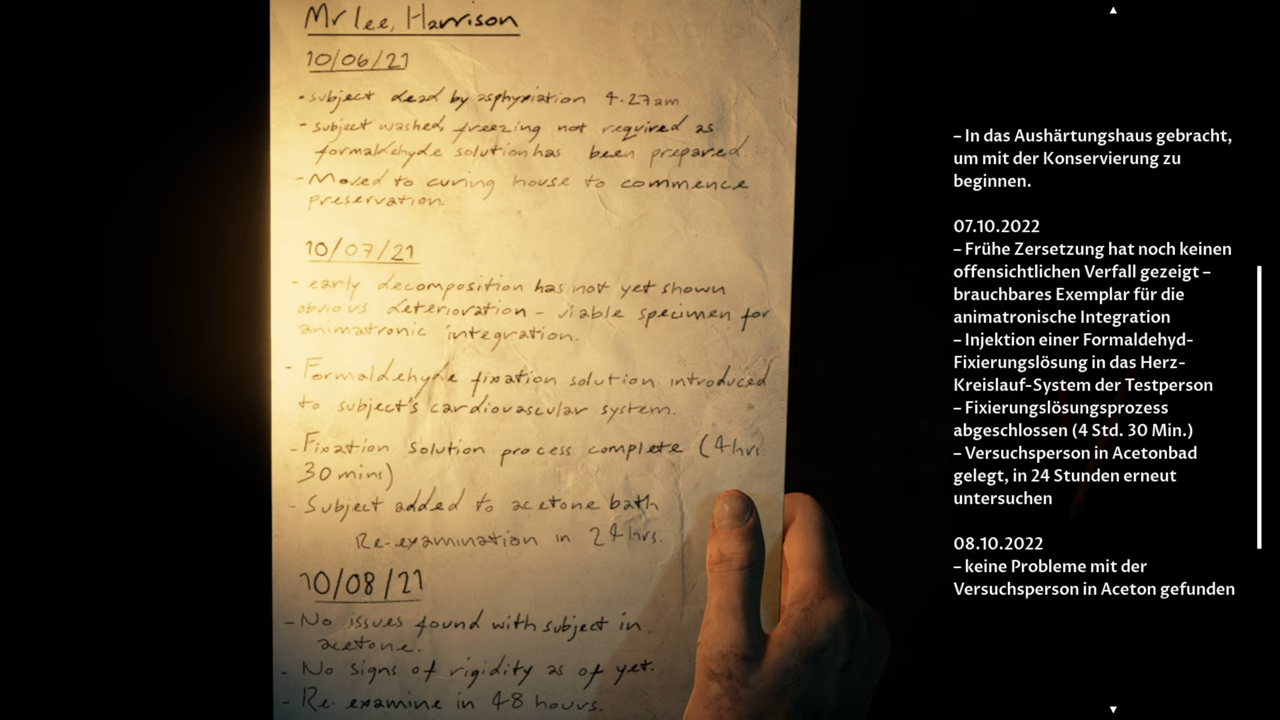 Mr lee, Harrison
10/06/21
-subject dead by asphyxiation 4.27am
-subject washed, freezing not required as
formaldehyde solution has been prepared
-Moved to curing house to commence
preservation.
10/07/21
- early decomposition has not yet shown
obvious deterioration - viable specimen for
animatronic integration.
- Formaldehyde fixation solution introduced
to subject's cardiovascular system.
- Fixation solution process complete (4hrs
30 mins)
- Subject added to acetone bath
Re-examination in 24hrs.
10/08/21
- No issues found with subject in
acetone.
- No signs of rigidity as of yet.
- Re examine in 48 hours.
– In das Aushärtungshaus gebracht,
um mit der Konservierung zu
beginnen.
07.10.2022
– Frühe Zersetzung hat noch keinen
offensichtlichen Verfall gezeigt –
brauchbares Exemplar für die
animatronische Integration
– Injektion einer Formaldehyd-
Fixierungslösung in das Herz-
Kreislauf-System der Testperson
– Fixierungslösungsprozess
abgeschlossen (4 Std. 30 Min.)
– Versuchsperson in Acetonbad
gelegt, in 24 Stunden erneut
untersuchen
08.10.2022
– keine Probleme mit der
Versuchsperson in Aceton gefunden